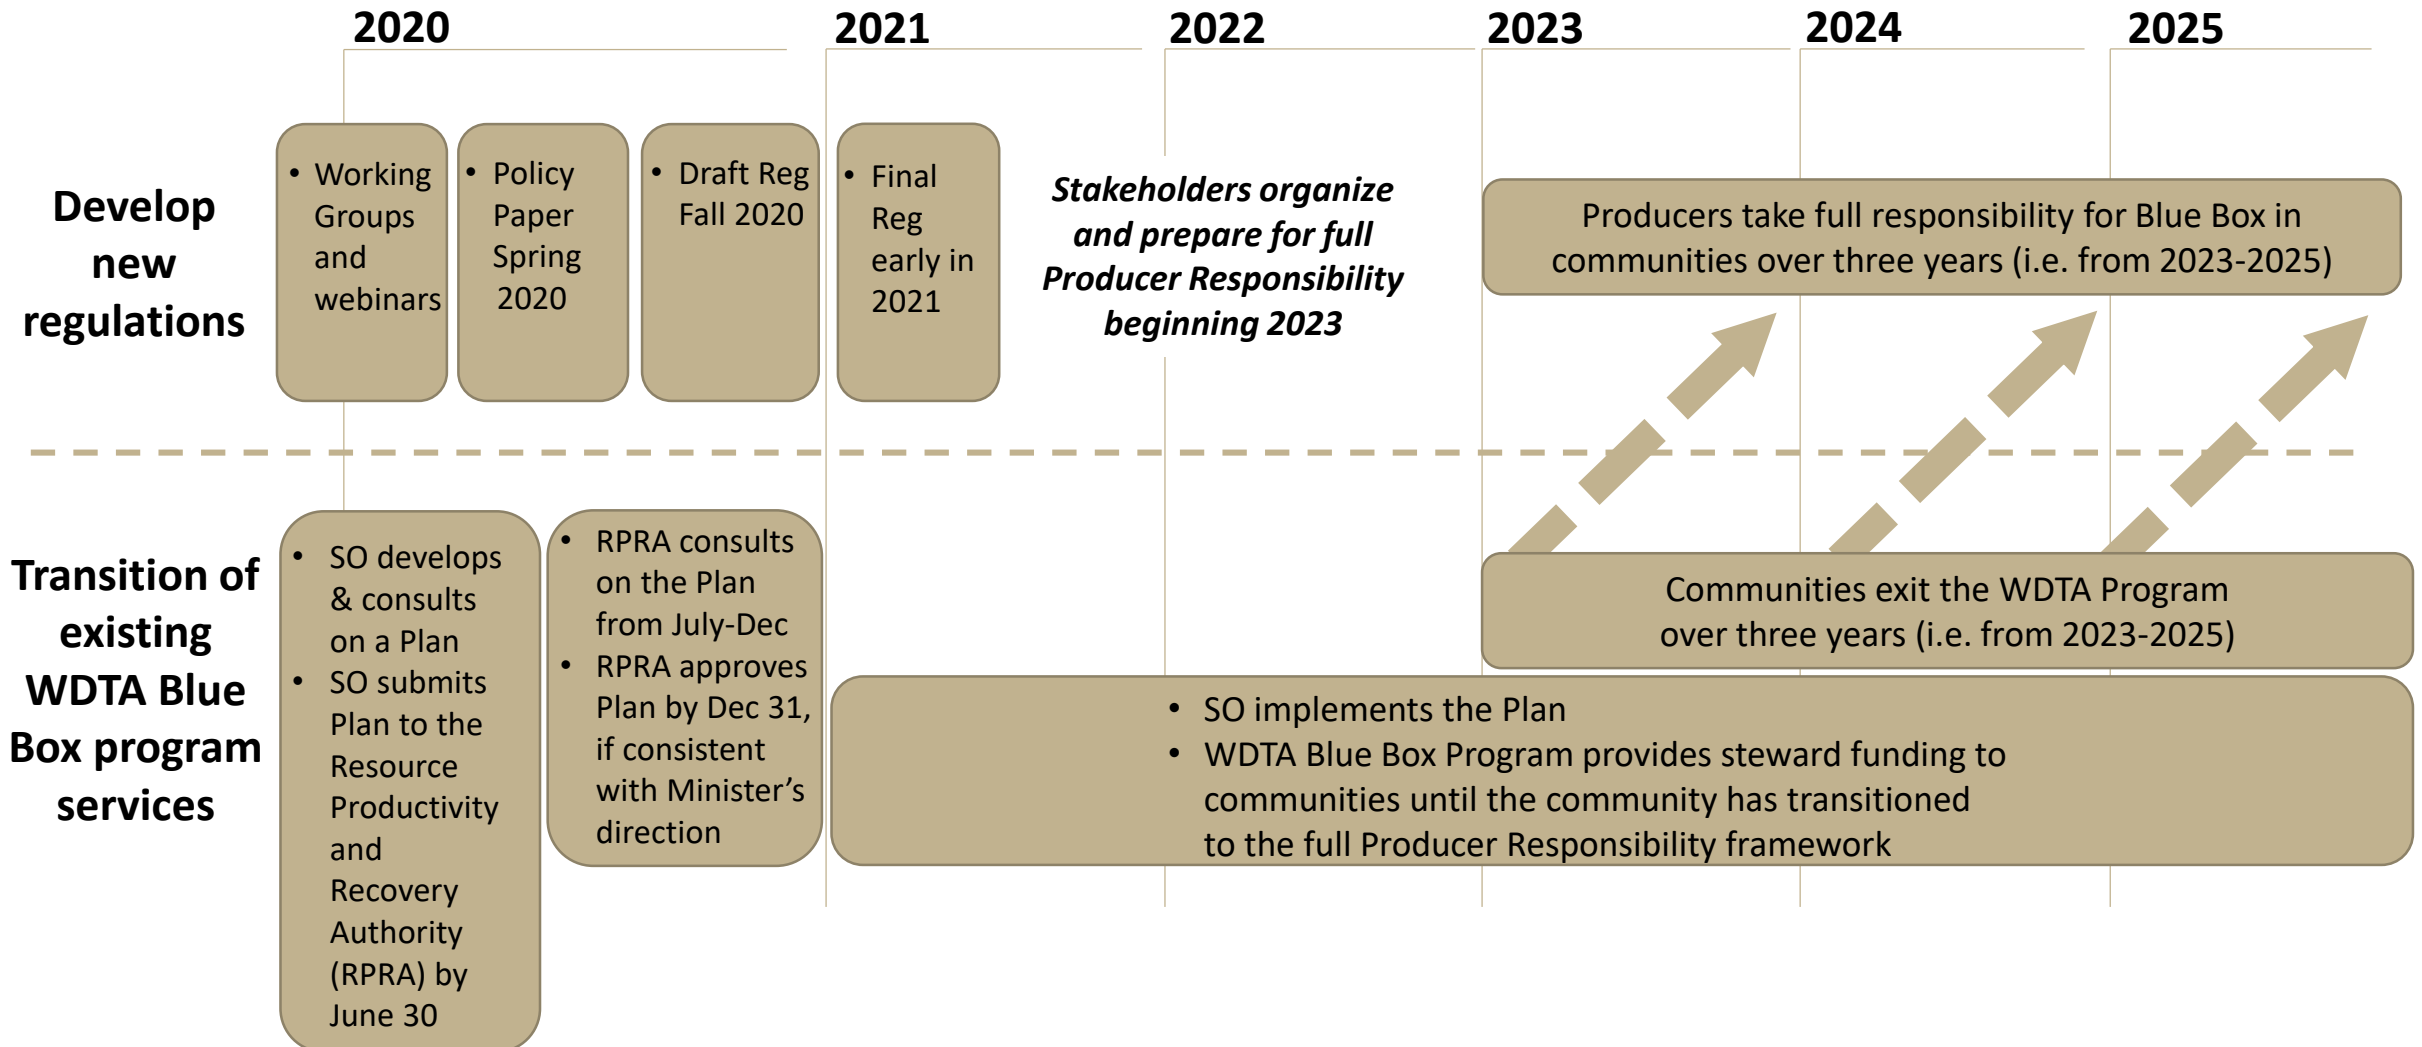 2020
2021
2022
2023
2024
2025
Develop
new
regulations
• Working
Groups
and
webinars
• Policy
Paper
Spring
2020
• Draft Reg
Fall 2020
• Final
Reg
early in
2021
Stakeholders organize
and prepare for full
Producer Responsibility
beginning 2023
Producers take full responsibility for Blue Box in
communities over three years (i.e. from 2023-2025)
Transition of
existing
WDTA Blue
Box program
services
• SO develops
& consults
on a Plan
• SO submits
Plan to the
Resource
Productivity
and
Recovery
Authority
(RPRA) by
June 30
• RPRA consults
on the Plan
from July-Dec
• RPRA approves
Plan by Dec 31,
if consistent
with Minister’s
direction
Communities exit the WDTA Program
over three years (i.e. from 2023-2025)
• SO implements the Plan
• WDTA Blue Box Program provides steward funding to
communities until the community has transitioned
to the full Producer Responsibility framework